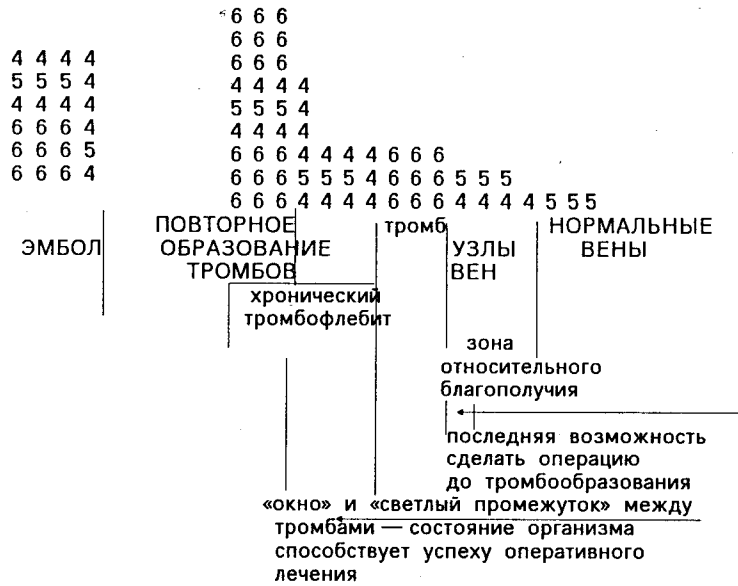 6 6 6
6 6 6
4 4 4 4 6 6 6
5 5 5 4 4 4 4 4
4 4 4 4 5 5 5 4
6 6 6 4 4 4 4 4
6 6 6 5 6 6 6 4 4 4 4 6 6 6
6 6 6 4 6 6 6 5 5 5 4 6 6 6 5 5 5
6 6 6 4 4 4 4 6 6 6 4 4 4 4 5 5 5
ЭМБОЛ
ПОВТОРНОЕ
ОБРАЗОВАНИЕ
ТРОМБОВ
тромб
УЗЛЫ
ВЕН
НОРМАЛЬНЫЕ
ВЕНЫ
хронический
тромбофлебит
зона
относительного
благополучия
последняя возможность
сделать операцию
до тромбообразования
«окно» и «светлый промежуток» между
тромбами — состояние организма
способствует успеху оперативного
лечения